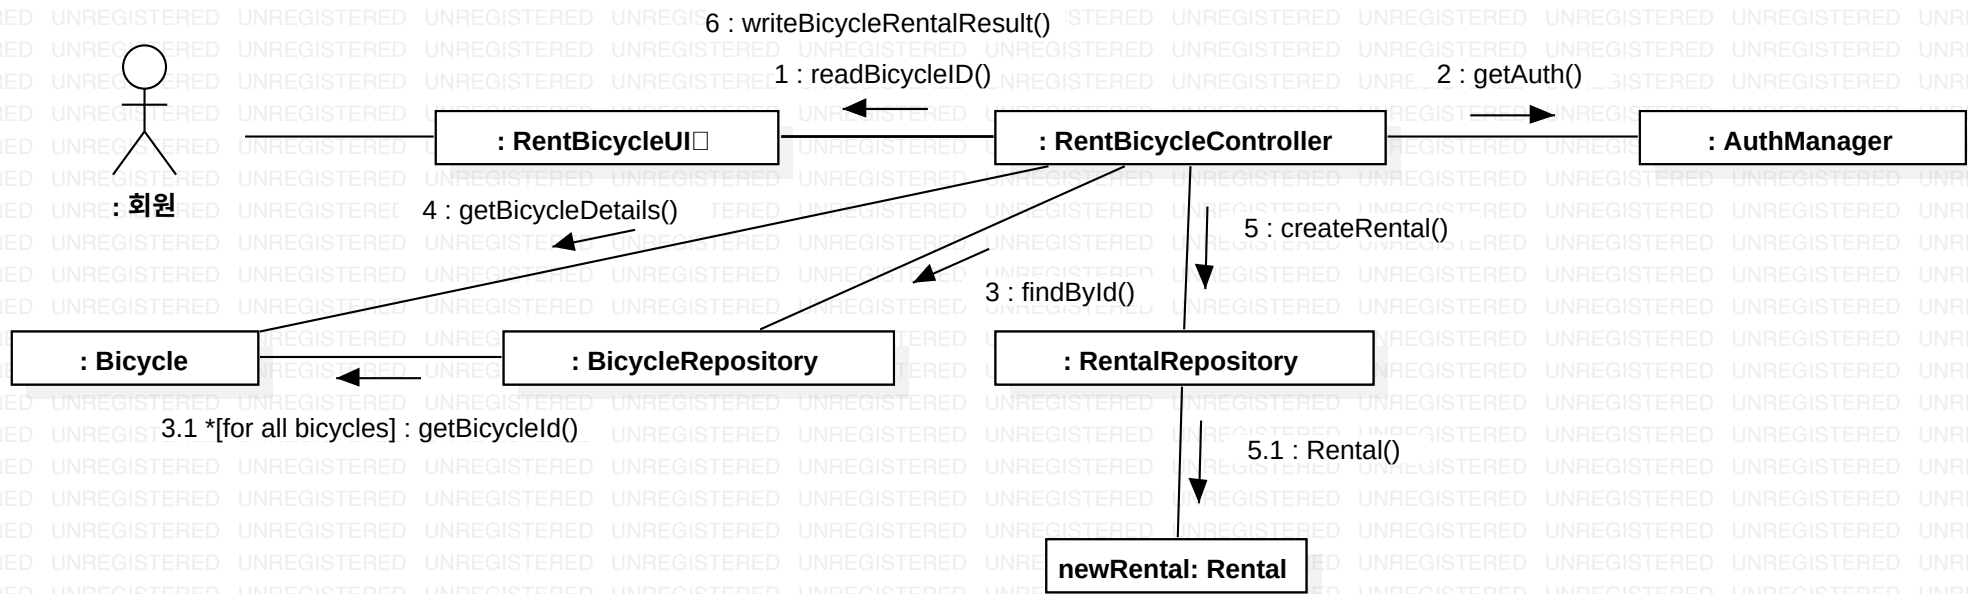 6 : writeBicycleRentalResult()
1 : readBicycleID()
2 : getAuth()
: RentBicycleUI
: RentBicycleController
: AuthManager
: 회원
4 : getBicycleDetails()
5 : createRental()
3 : findById()
: Bicycle
: BicycleRepository
: RentalRepository
3.1 *[for all bicycles] : getBicycleId()
5.1 : Rental()
newRental: Rental
UNREGISTERED